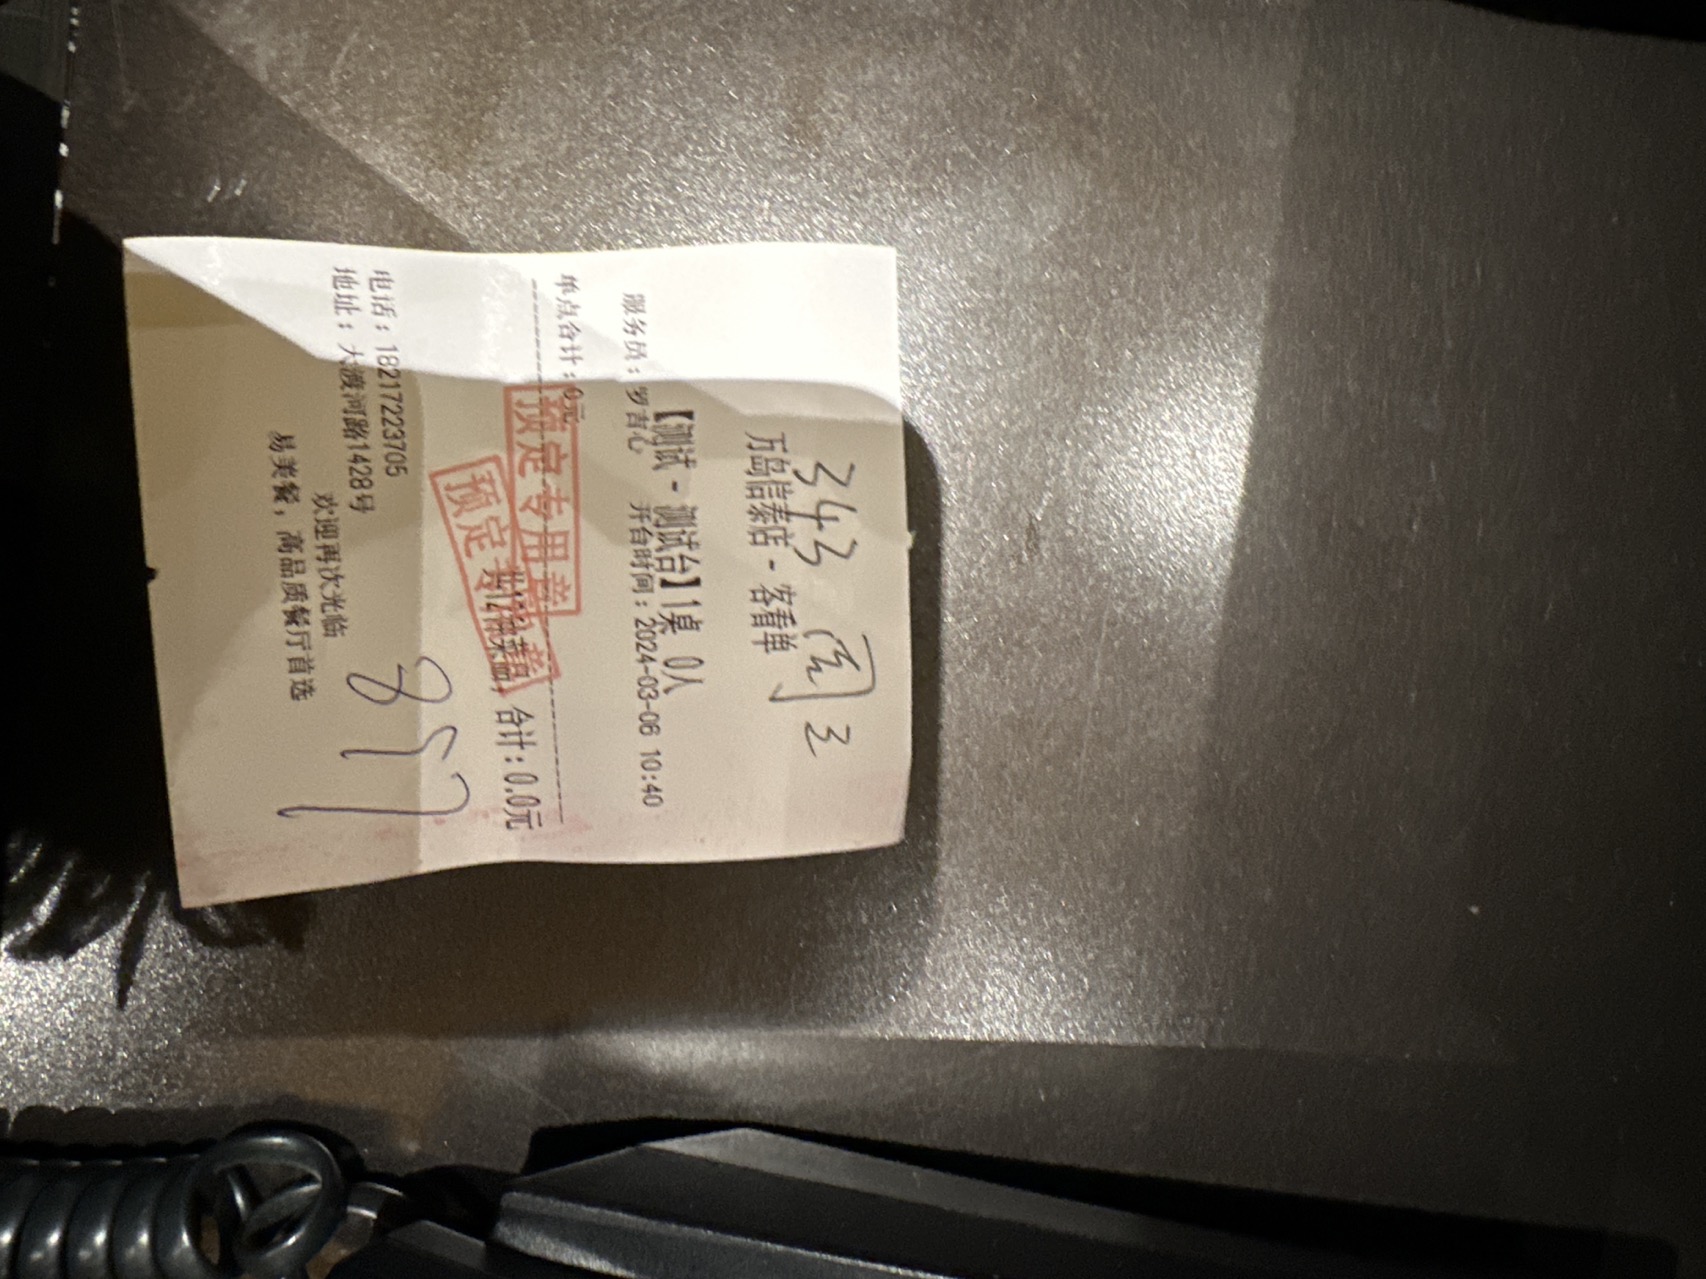 343 周 3
万岛信泰店 - 客看单
【测试 - 测试台】1桌 0人
服务员：罗吉心 开台时间：2024-03-06 10:40
单点合计：0元
预定专用章
合计：0.0元
预定专用章
电话：18217223705
地址：大渡河路1428号
欢迎再次光临
易美餐，高品质餐厅首选
857